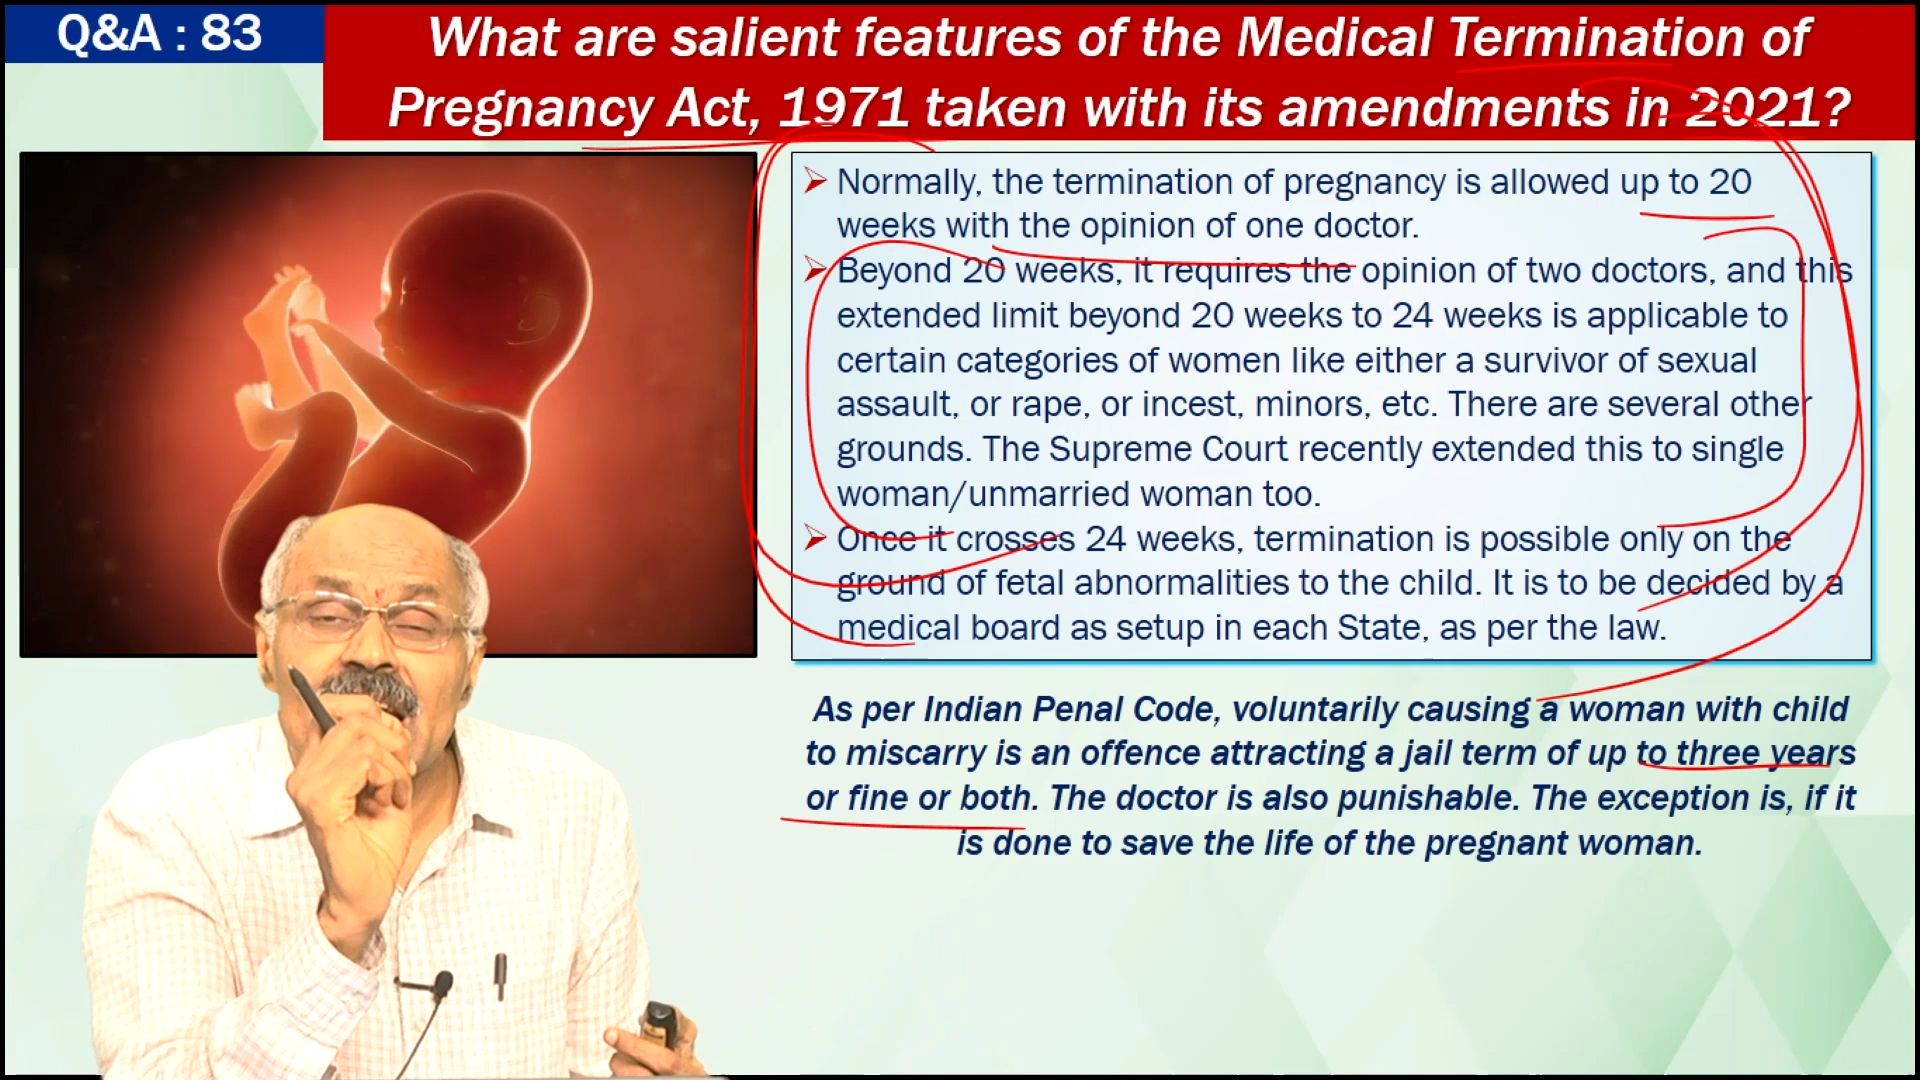 Q&A : 83
What are salient features of the Medical Termination of
Pregnancy Act, 1971 taken with its amendments in 2021?
Normally, the termination of pregnancy is allowed up to 20
weeks with the opinion of one doctor.
Beyond 20 weeks, it requires the opinion of two doctors, and this
extended limit beyond 20 weeks to 24 weeks is applicable to
certain categories of women like either a survivor of sexual
assault, or rape, or incest, minors, etc. There are several other
grounds. The Supreme Court recently extended this to single
woman/unmarried woman too.
Once it crosses 24 weeks, termination is possible only on the
ground of fetal abnormalities to the child. It is to be decided by a
medical board as setup in each State, as per the law.
As per Indian Penal Code, voluntarily causing a woman with child
to miscarry is an offence attracting a jail term of up to three years
or fine or both. The doctor is also punishable. The exception is, if it
is done to save the life of the pregnant woman.